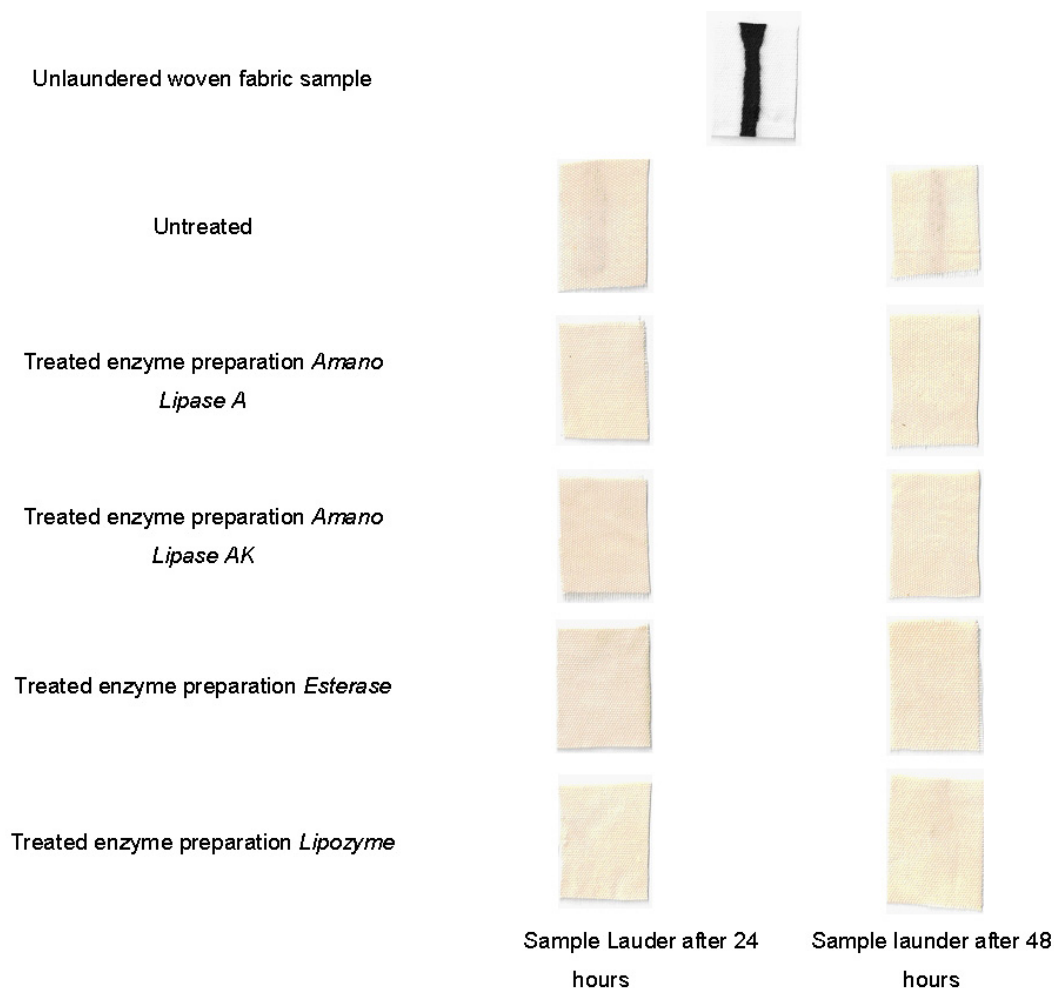 Unlaundered woven fabric sample
Untreated
Treated enzyme preparation Amano
Lipase A
Treated enzyme preparation Amano
Lipase AK
Treated enzyme preparation Esterase
Treated enzyme preparation Lipozyme
Sample Lauder after 24
hours
Sample launder after 48
hours